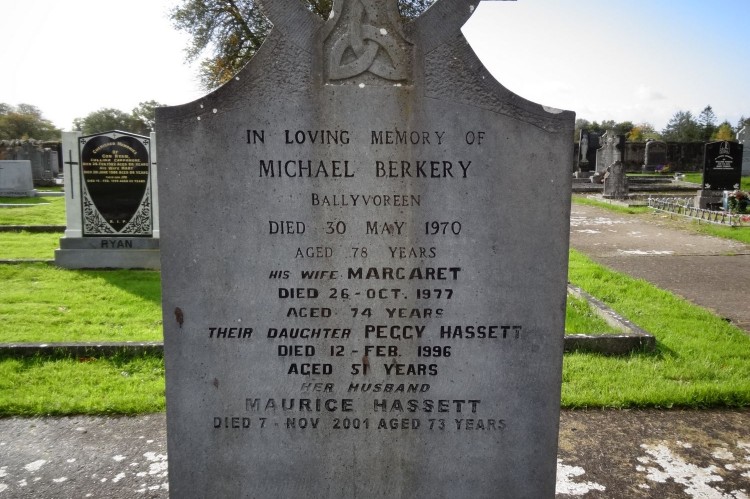 IN LOVING MEMORY OF
MICHAEL BERKERY
BALLYVOREEN
DIED 30 MAY 1970
AGED 78 YEARS
HIS WIFE MARGARET
DIED 26-OCT. 1977
AGED 74 YEARS
THEIR DAUGHTER PEGGY HASSETT
DIED 12-FEB. 1996
AGED 51 YEARS
HER HUSBAND
MAURICE HASSETT
DIED 7-NOV 2001 AGED 73 YEARS
RYAN